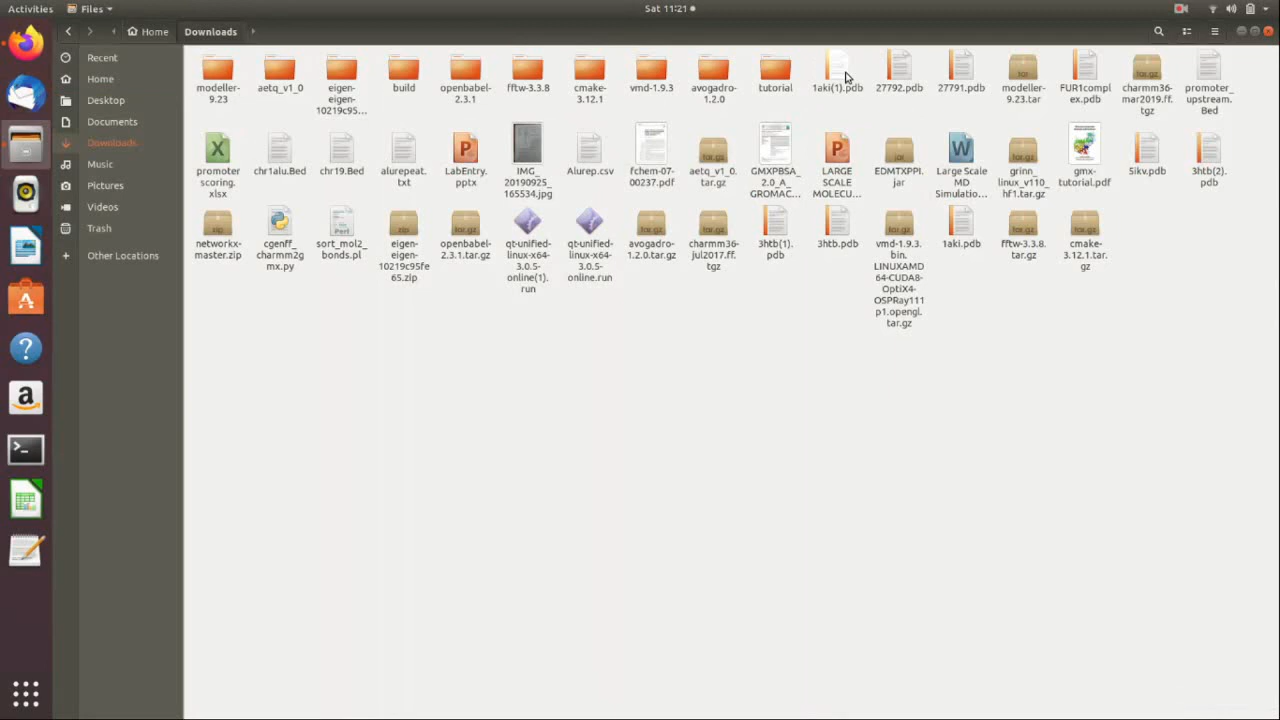 Activities
Files
Sat 11:21
Home
Downloads
Recent
Home
Desktop
Documents
Downloads
Music
Pictures
Videos
Trash
Other Locations
modeller-
9.23
aetq_v1_0
eigen-
eigen-
10219c95...
build
openbabel-
2.3.1
fftw-3.3.8
cmake-
3.12.1
vmd-1.9.3
avogadro-
1.2.0
tutorial
1aki(1).pdb
27792.pdb
27791.pdb
modeller-
9.23.tar
FUR1compl
ex.pdb
charmm36-
mar2019.ff.
tgz
promoter_
upstream.
Bed
promoter
scoring.
xlsx
chr1alu.Bed
chr19.Bed
alurepeat.
txt
LabEntry.
pptx
IMG_
20190925_
165534.jpg
Alurep.csv
fchem-07-
00237.pdf
aetq_v1_0.
tar.gz
GMXPBSA_
2.0_A_
GROMAC...
LARGE
SCALE
MOLECU...
EDMTXPPI.
jar
Large Scale
MD
Simulatio...
grinn_
linux_v110_
hf1.tar.gz
gmx-
tutorial.pdf
5ikv.pdb
3htb(2).
pdb
networkx-
master.zip
cgenff_
charmm2g
mx.py
sort_mol2_
bonds.pl
eigen-
eigen-
10219c95fe
65.zip
openbabel-
2.3.1.tar.gz
qt-unified-
linux-x64-
3.0.5-
online(1).
run
qt-unified-
linux-x64-
3.0.5-
online.run
avogadro-
1.2.0.tar.gz
charmm36-
jul2017.ff.
tgz
3htb(1).
pdb
3htb.pdb
vmd-1.9.3.
bin.
LINUXAMD
64-CUDA8-
OptiX4-
OSPRay111
p1.opengl.
tar.gz
1aki.pdb
fftw-3.3.8.
tar.gz
cmake-
3.12.1.tar.
gz